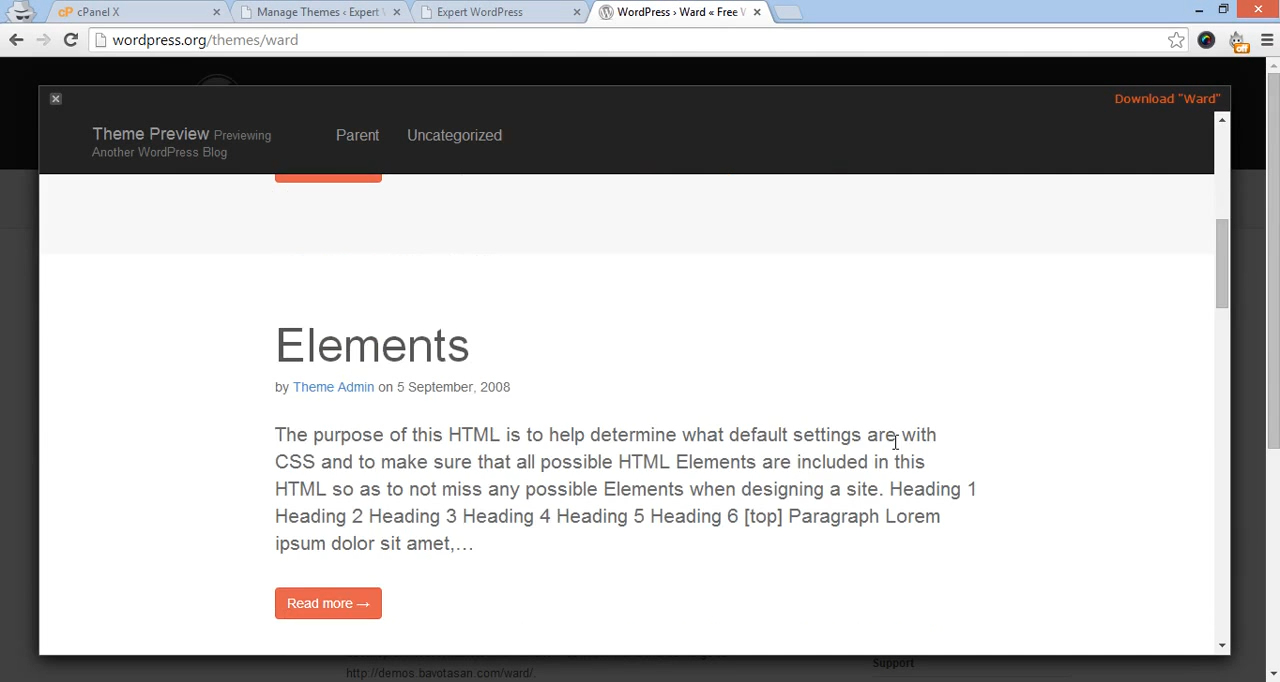 cP cPanel X
Manage Themes ‹ Expert
Expert WordPress
WordPress › Ward « Free
wordpress.org/themes/ward
off
Download "Ward"
Theme Preview Previewing
Another WordPress Blog
Parent
Uncategorized
Elements
by Theme Admin on 5 September, 2008
The purpose of this HTML is to help determine what default settings are with
CSS and to make sure that all possible HTML Elements are included in this
HTML so as to not miss any possible Elements when designing a site. Heading 1
Heading 2 Heading 3 Heading 4 Heading 5 Heading 6 [top] Paragraph Lorem
ipsum dolor sit amet,…
Read more →
http://demos.bavotasan.com/ward/.
Support